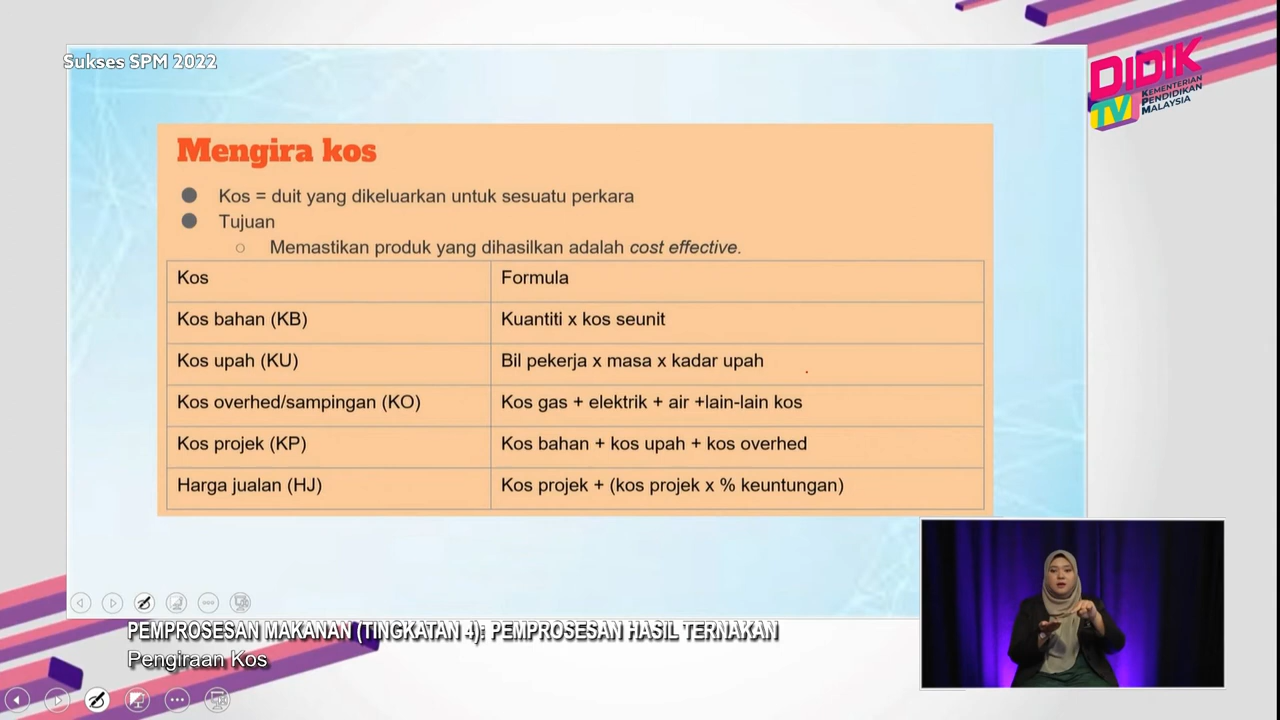 Sukses SPM 2022
DIDIK
TV
KEMENTERIAN
PENDIDIKAN
MALAYSIA
Mengira kos
Kos = duit yang dikeluarkan untuk sesuatu perkara
Tujuan
Memastikan produk yang dihasilkan adalah cost effective.
Kos Formula
Kos bahan (KB) Kuantiti x kos seunit
Kos upah (KU) Bil pekerja x masa x kadar upah
Kos overhed/sampingan (KO) Kos gas + elektrik + air +lain-lain kos
Kos projek (KP) Kos bahan + kos upah + kos overhed
Harga jualan (HJ) Kos projek + (kos projek x % keuntungan)
PEMPROSESAN MAKANAN (TINGKATAN 4): PEMPROSESAN HASIL TERNAKAN
Pengiraan Kos